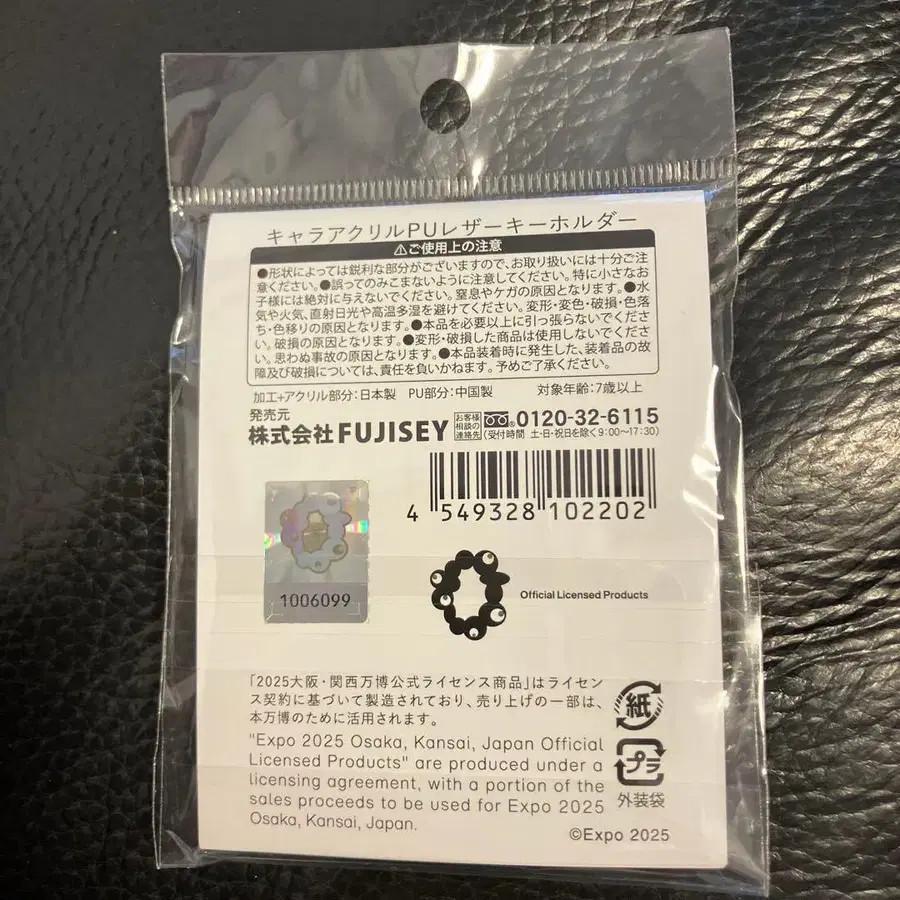 キャラアクリルPUレザーキーホルダー
⚠ご使用上の注意
●形状によっては鋭利な部分がございますので、お取り扱いには十分ご注
意ください。●誤ってのみこまないように注意してください。特に小さなお
子様には絶対に与えないでください。窒息やケガの原因となります。●水
気や火気、直射日光や高温多湿を避けてください。変形・変色・破損・色落
ち・色移りの原因となります。●本品を必要以上に引っ張らないでくださ
い。破損の原因となります。●変形・破損した商品は使用しないでくださ
い。思わぬ事故の原因となります。●本品装着時に発生した、装着品の故
障及び破損については、責任を負いかねます。予めご了承ください。
加工+アクリル部分:日本製 PU部分:中国製 対象年齢:7歳以上
発売元
株式会社FUJISEY
お客様
相談の
連絡先
0120-32-6115
(受付時間 土・日・祝日を除く9:00〜17:30)
4 549328 102202
1006099
Official Licensed Products
「2025大阪・関西万博公式ライセンス商品」はライセン
ス契約に基づいて製造されており、売り上げの一部は、
本万博のために活用されます。
"Expo 2025 Osaka, Kansai, Japan Official
Licensed Products" are produced under a
licensing agreement, with a portion of the
sales proceeds to be used for Expo 2025
Osaka, Kansai, Japan.
紙
プラ
外装袋
©Expo 2025